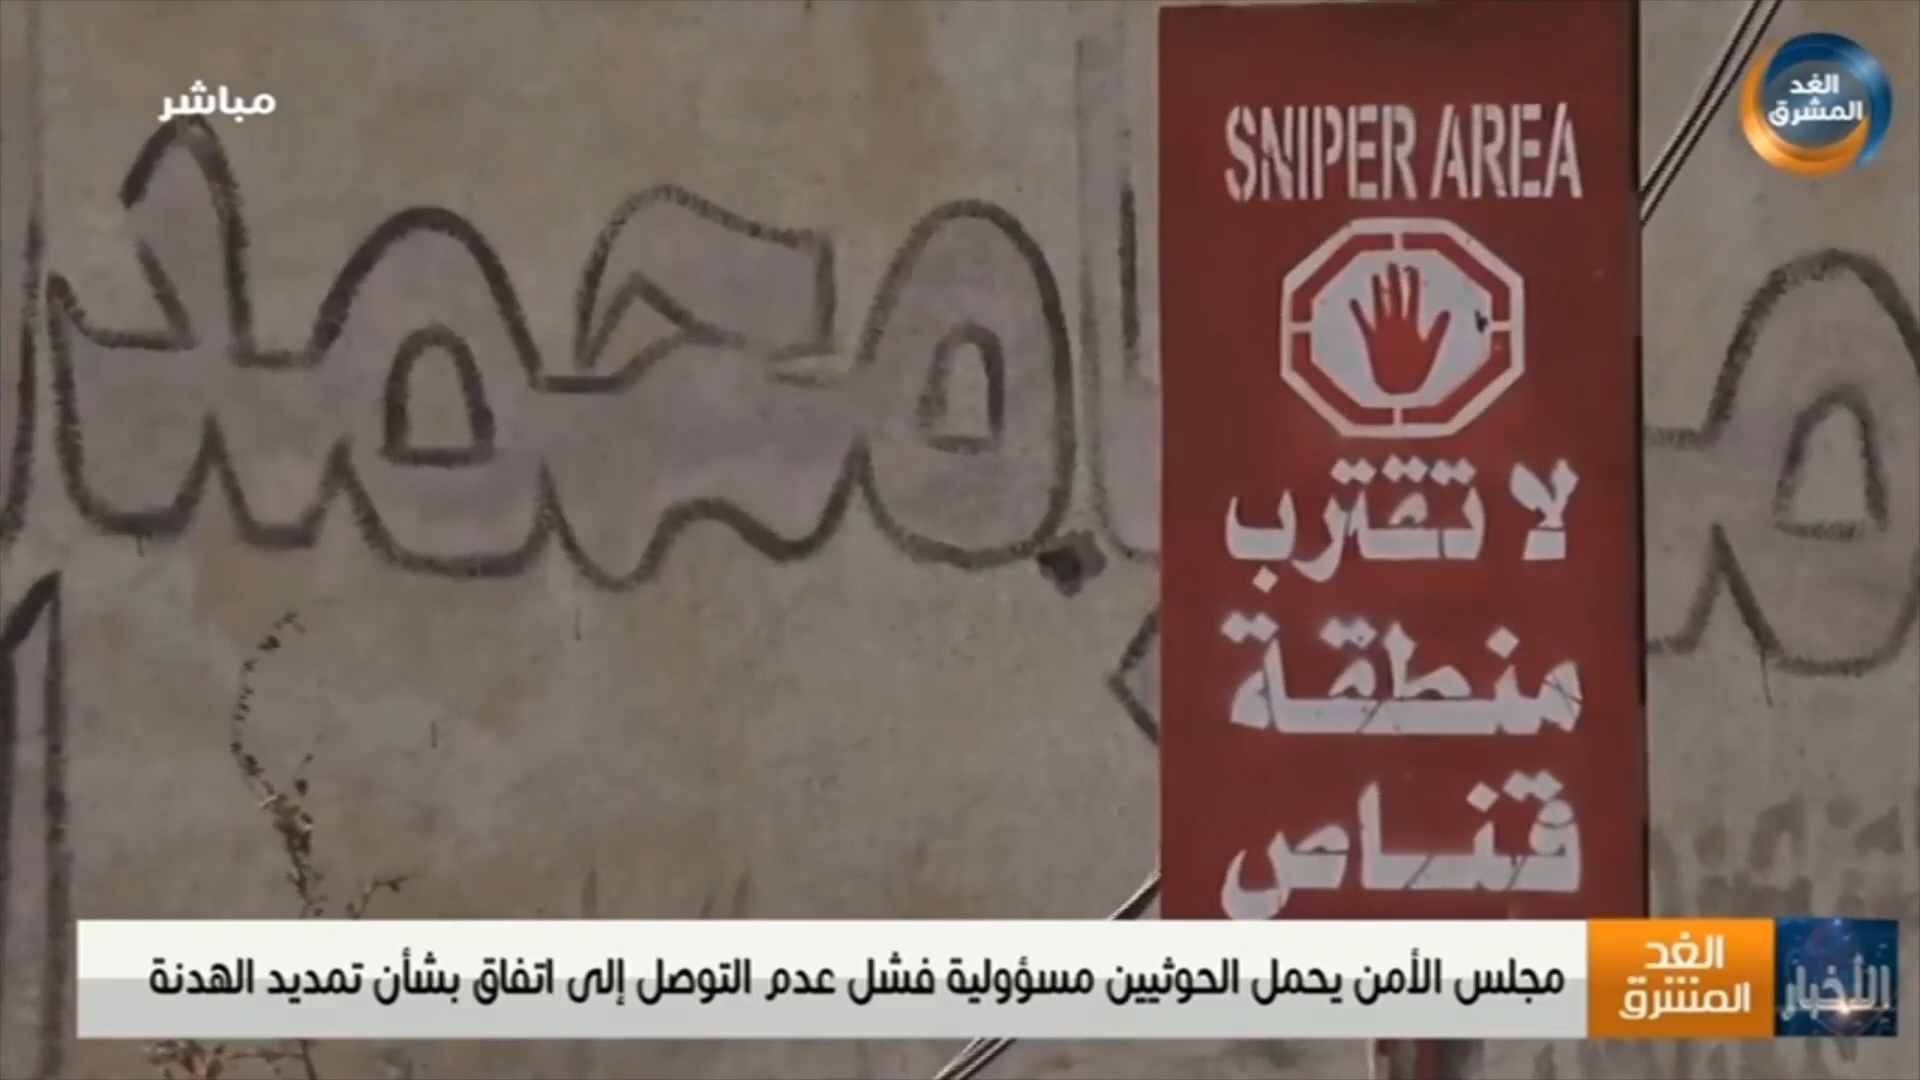 مباشر
الغد
المشرق
محمد
SNIPER AREA
لا تقترب
منطقة
قناص
مجلس الأمن يحمل الحوثيين مسؤولية فشل عدم التوصل إلى اتفاق بشأن تمديد الهدنة
الغد
المشرق
الأخبار